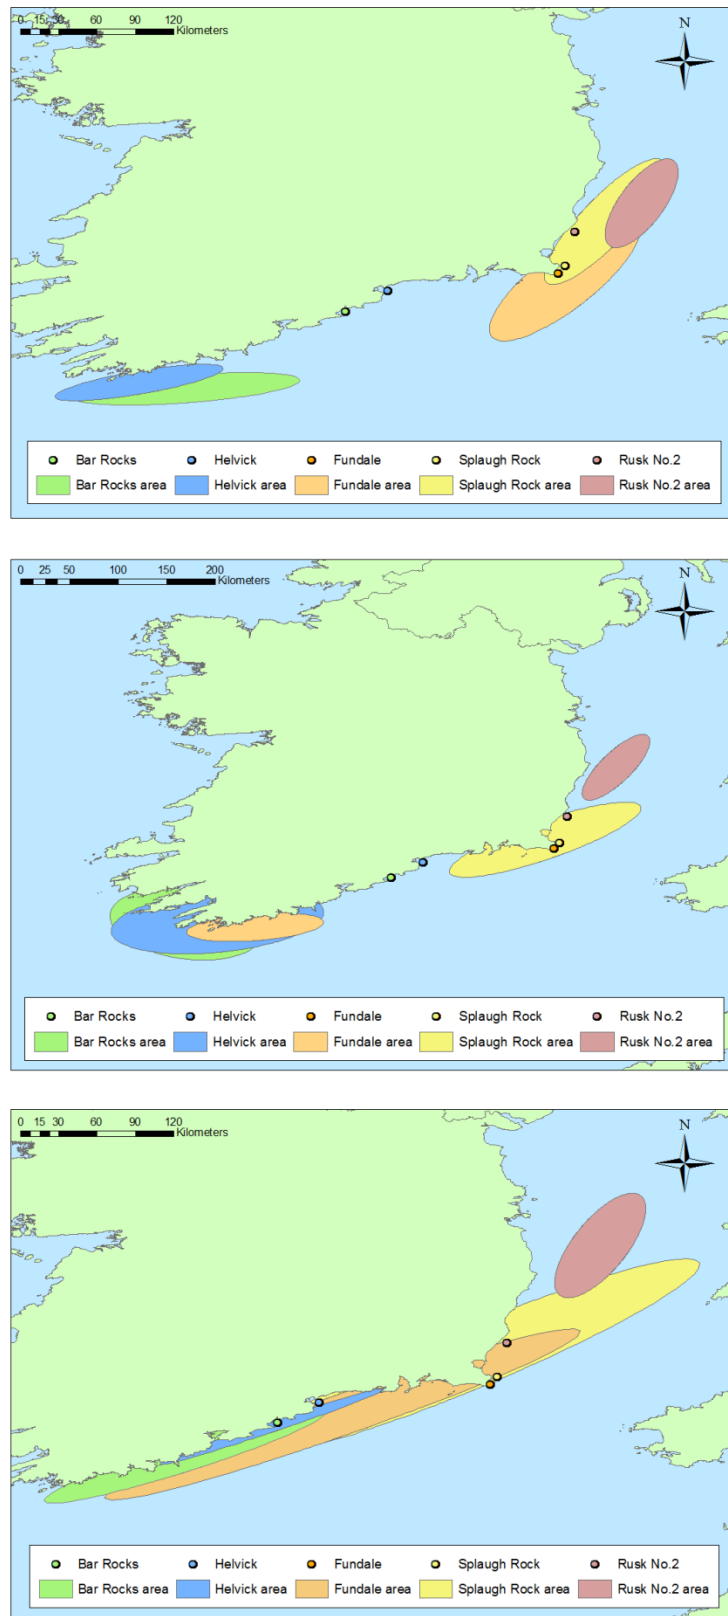 0 15 30 60 90 120
Kilometers
N
Bar Rocks Helvick Fundale Splaugh Rock Rusk No.2
Bar Rocks area Helvick area Fundale area Splaugh Rock area Rusk No.2 area
0 25 50 100 150 200
Kilometers
N
Bar Rocks Helvick Fundale Splaugh Rock Rusk No.2
Bar Rocks area Helvick area Fundale area Splaugh Rock area Rusk No.2 area
0 15 30 60 90 120
Kilometers
N
Bar Rocks Helvick Fundale Splaugh Rock Rusk No.2
Bar Rocks area Helvick area Fundale area Splaugh Rock area Rusk No.2 area